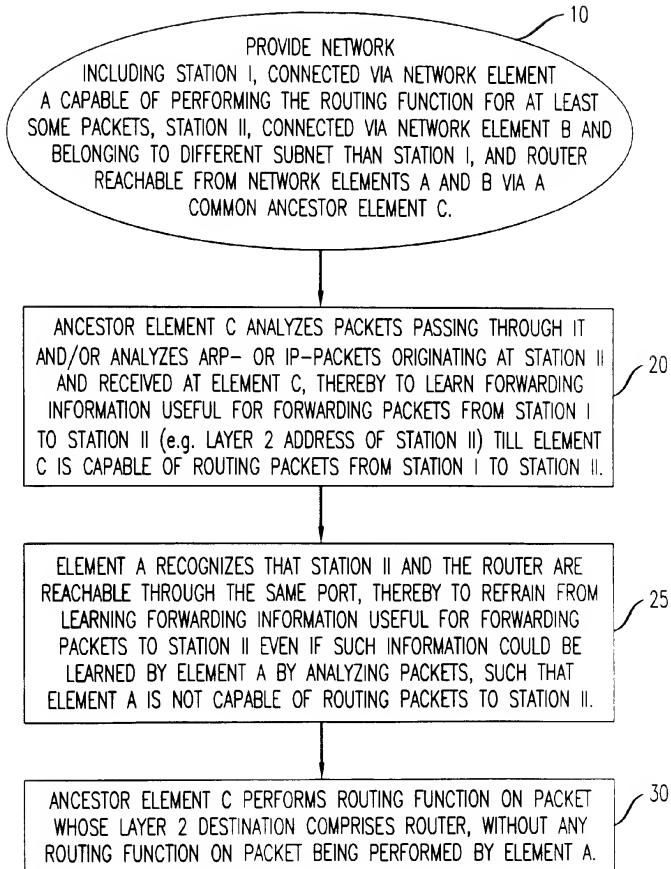 10
PROVIDE NETWORK
INCLUDING STATION I, CONNECTED VIA NETWORK ELEMENT
A CAPABLE OF PERFORMING THE ROUTING FUNCTION FOR AT LEAST
SOME PACKETS, STATION II, CONNECTED VIA NETWORK ELEMENT B AND
BELONGING TO DIFFERENT SUBNET THAN STATION I, AND ROUTER
REACHABLE FROM NETWORK ELEMENTS A AND B VIA A
COMMON ANCESTOR ELEMENT C.
ANCESTOR ELEMENT C ANALYZES PACKETS PASSING THROUGH IT
AND/OR ANALYZES ARP- OR IP-PACKETS ORIGINATING AT STATION II
AND RECEIVED AT ELEMENT C, THEREBY TO LEARN FORWARDING
INFORMATION USEFUL FOR FORWARDING PACKETS FROM STATION I
TO STATION II (e.g. LAYER 2 ADDRESS OF STATION II) TILL ELEMENT
C IS CAPABLE OF ROUTING PACKETS FROM STATION I TO STATION II.
20
ELEMENT A RECOGNIZES THAT STATION II AND THE ROUTER ARE
REACHABLE THROUGH THE SAME PORT, THEREBY TO REFRAIN FROM
LEARNING FORWARDING INFORMATION USEFUL FOR FORWARDING
PACKETS TO STATION II EVEN IF SUCH INFORMATION COULD BE
LEARNED BY ELEMENT A BY ANALYZING PACKETS, SUCH THAT
ELEMENT A IS NOT CAPABLE OF ROUTING PACKETS TO STATION II.
25
ANCESTOR ELEMENT C PERFORMS ROUTING FUNCTION ON PACKET
WHOSE LAYER 2 DESTINATION COMPRISES ROUTER, WITHOUT ANY
ROUTING FUNCTION ON PACKET BEING PERFORMED BY ELEMENT A.
30